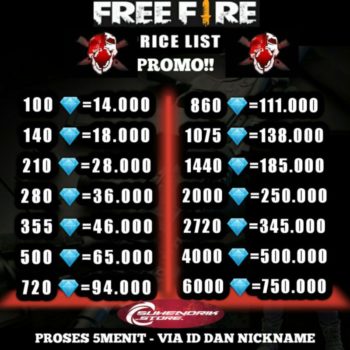 FREE FIRE
RICE LIST
PROMO!!
100 💎=14.000
140 💎=18.000
210 💎=28.000
280 💎=36.000
355 💎=46.000
500 💎=65.000
720 💎=94.000
860 💎=111.000
1075 💎=138.000
1440 💎=185.000
2000 💎=250.000
2720 💎=345.000
4000 💎=500.000
6000 💎=750.000
SUHENDRIK
STORE
PROSES 5MENIT - VIA ID DAN NICKNAME